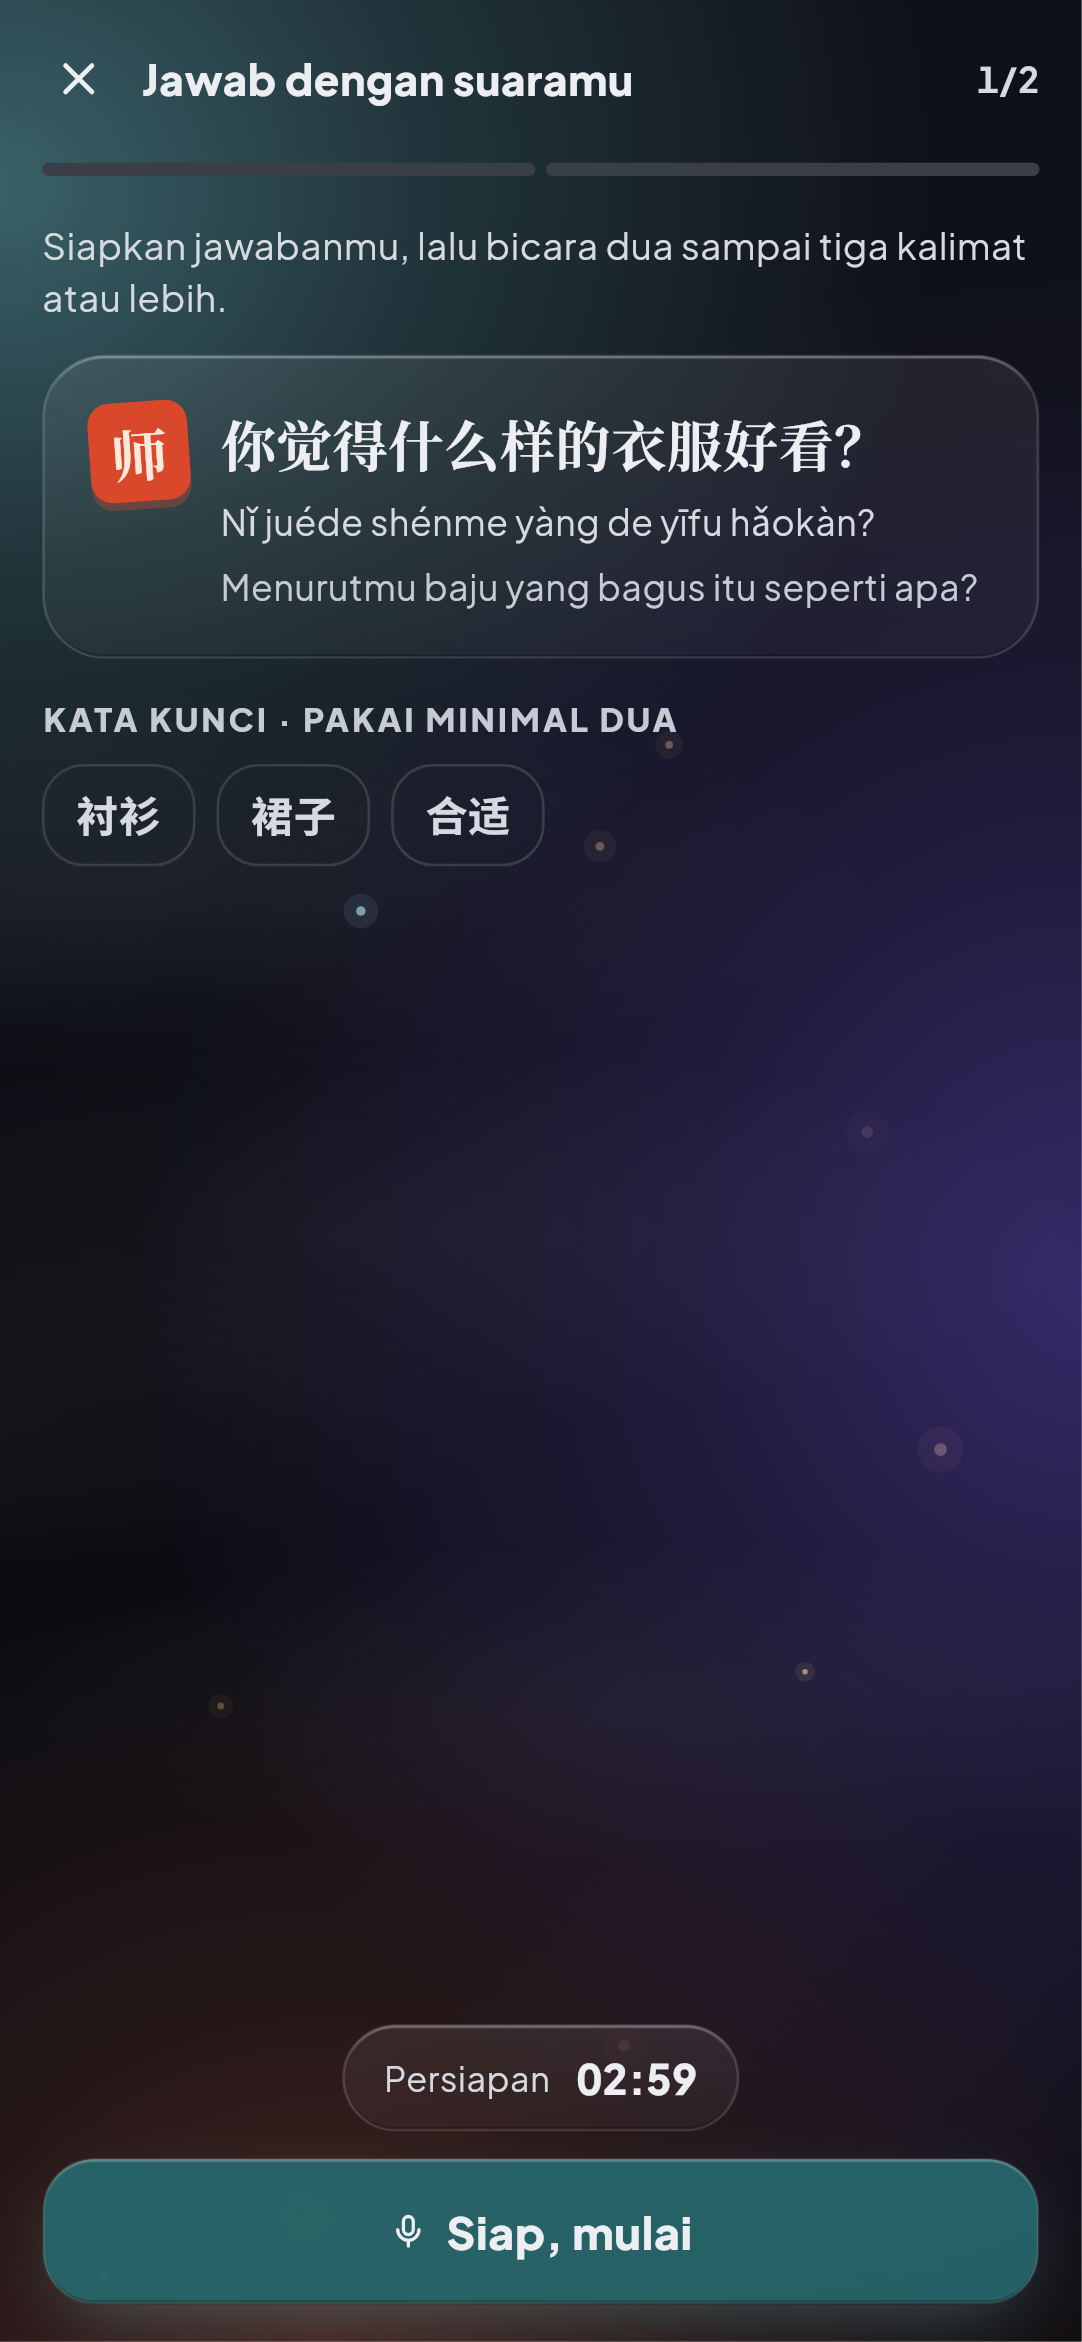 Jawab dengan suaramu
1/2
Siapkan jawabanmu, lalu bicara dua sampai tiga kalimat
atau lebih.
师
你觉得什么样的衣服好看？
Nǐ juéde shénme yàng de yīfu hǎokàn?
Menurutmu baju yang bagus itu seperti apa?
KATA KUNCI · PAKAI MINIMAL DUA
衬衫 裙子 合适
Persiapan 02:59
Siap, mulai